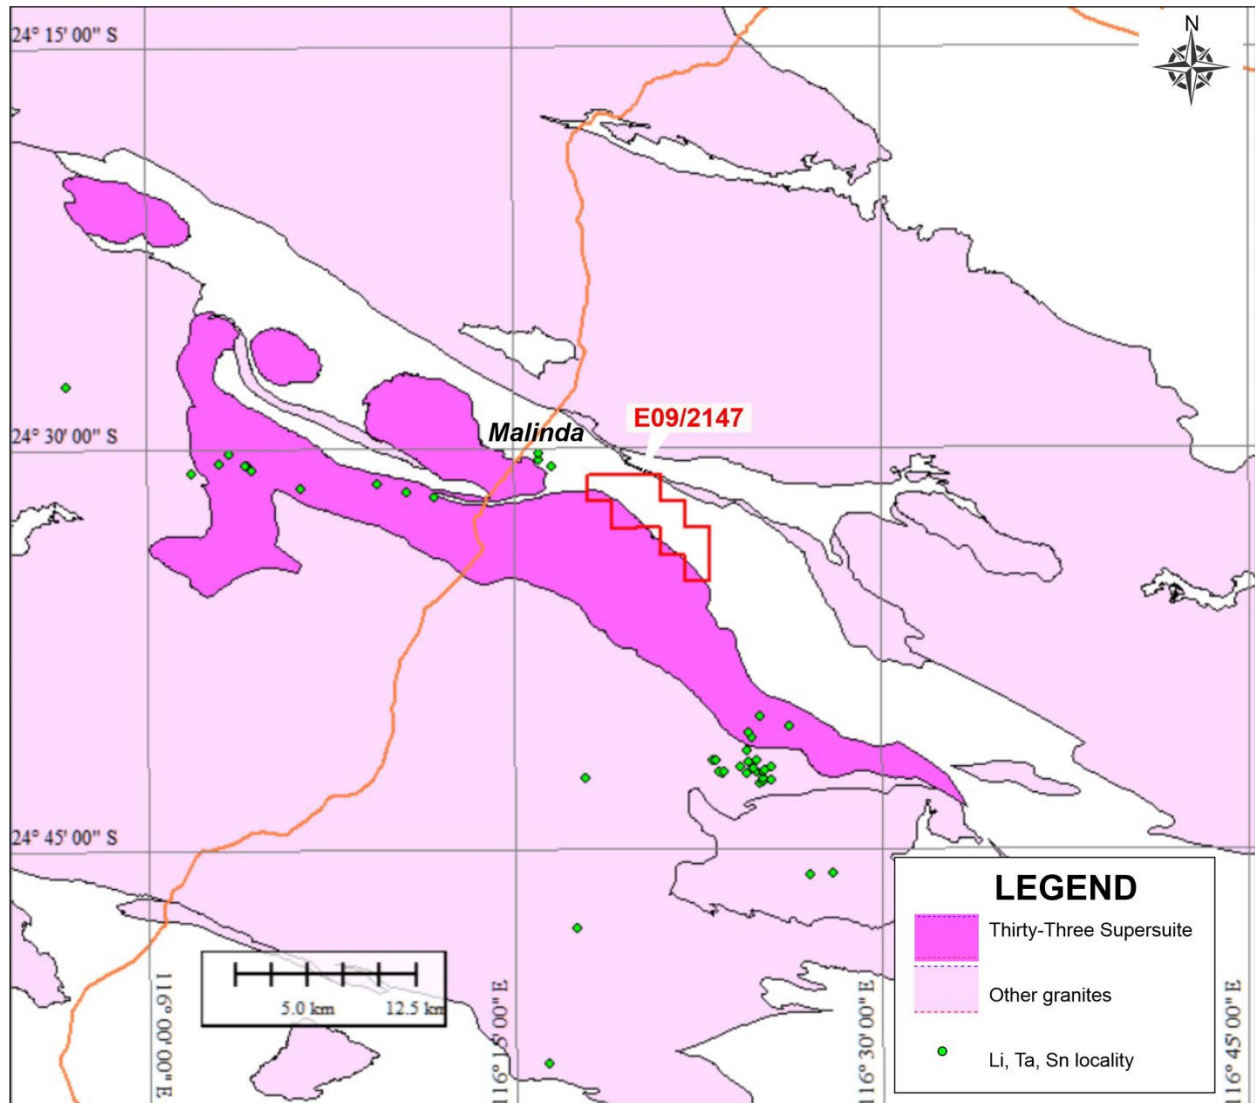 N
24° 15' 00" S
E09/2147
Malinda
24° 30' 00" S
24° 45' 00" S
LEGEND
Thirty-Three Supersuite
Other granites
Li, Ta, Sn locality
5.0 km
12.5 km
116° 00' 00" E
116° 15' 00" E
116° 30' 00" E
116° 45' 00" E